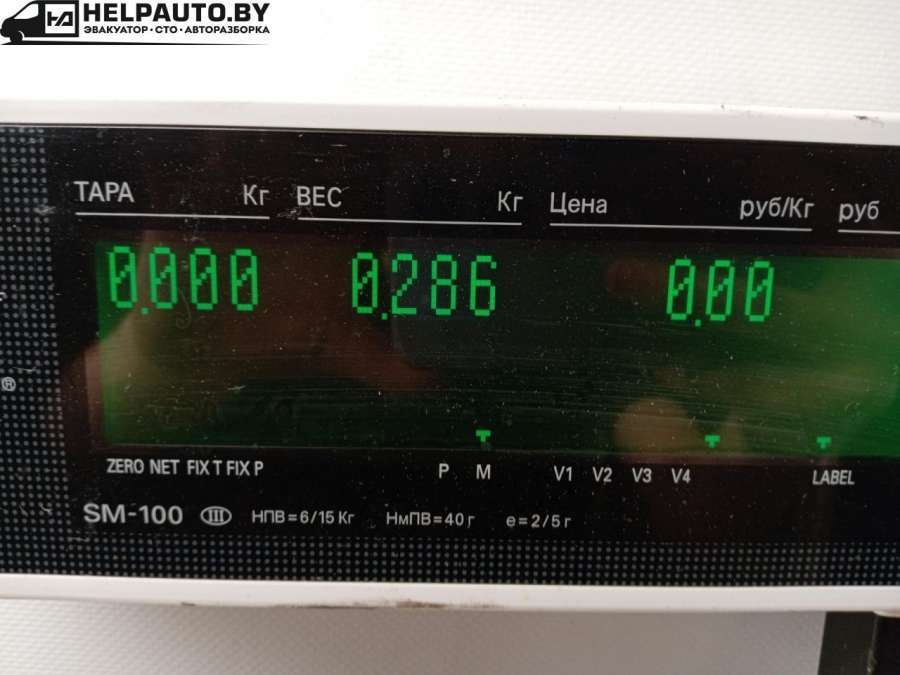 HELPAUTO.BY
ЭВАКУАТОР · СТО · АВТОРАЗБОРКА
ТАРА Кг ВЕС Кг Цена руб/Кг руб
0.000 0.286 0.00
®
ZERO NET FIX T FIX P P M V1 V2 V3 V4 LABEL
SM-100 III НПВ=6/15 Кг НмПВ=40 г e=2/5 г